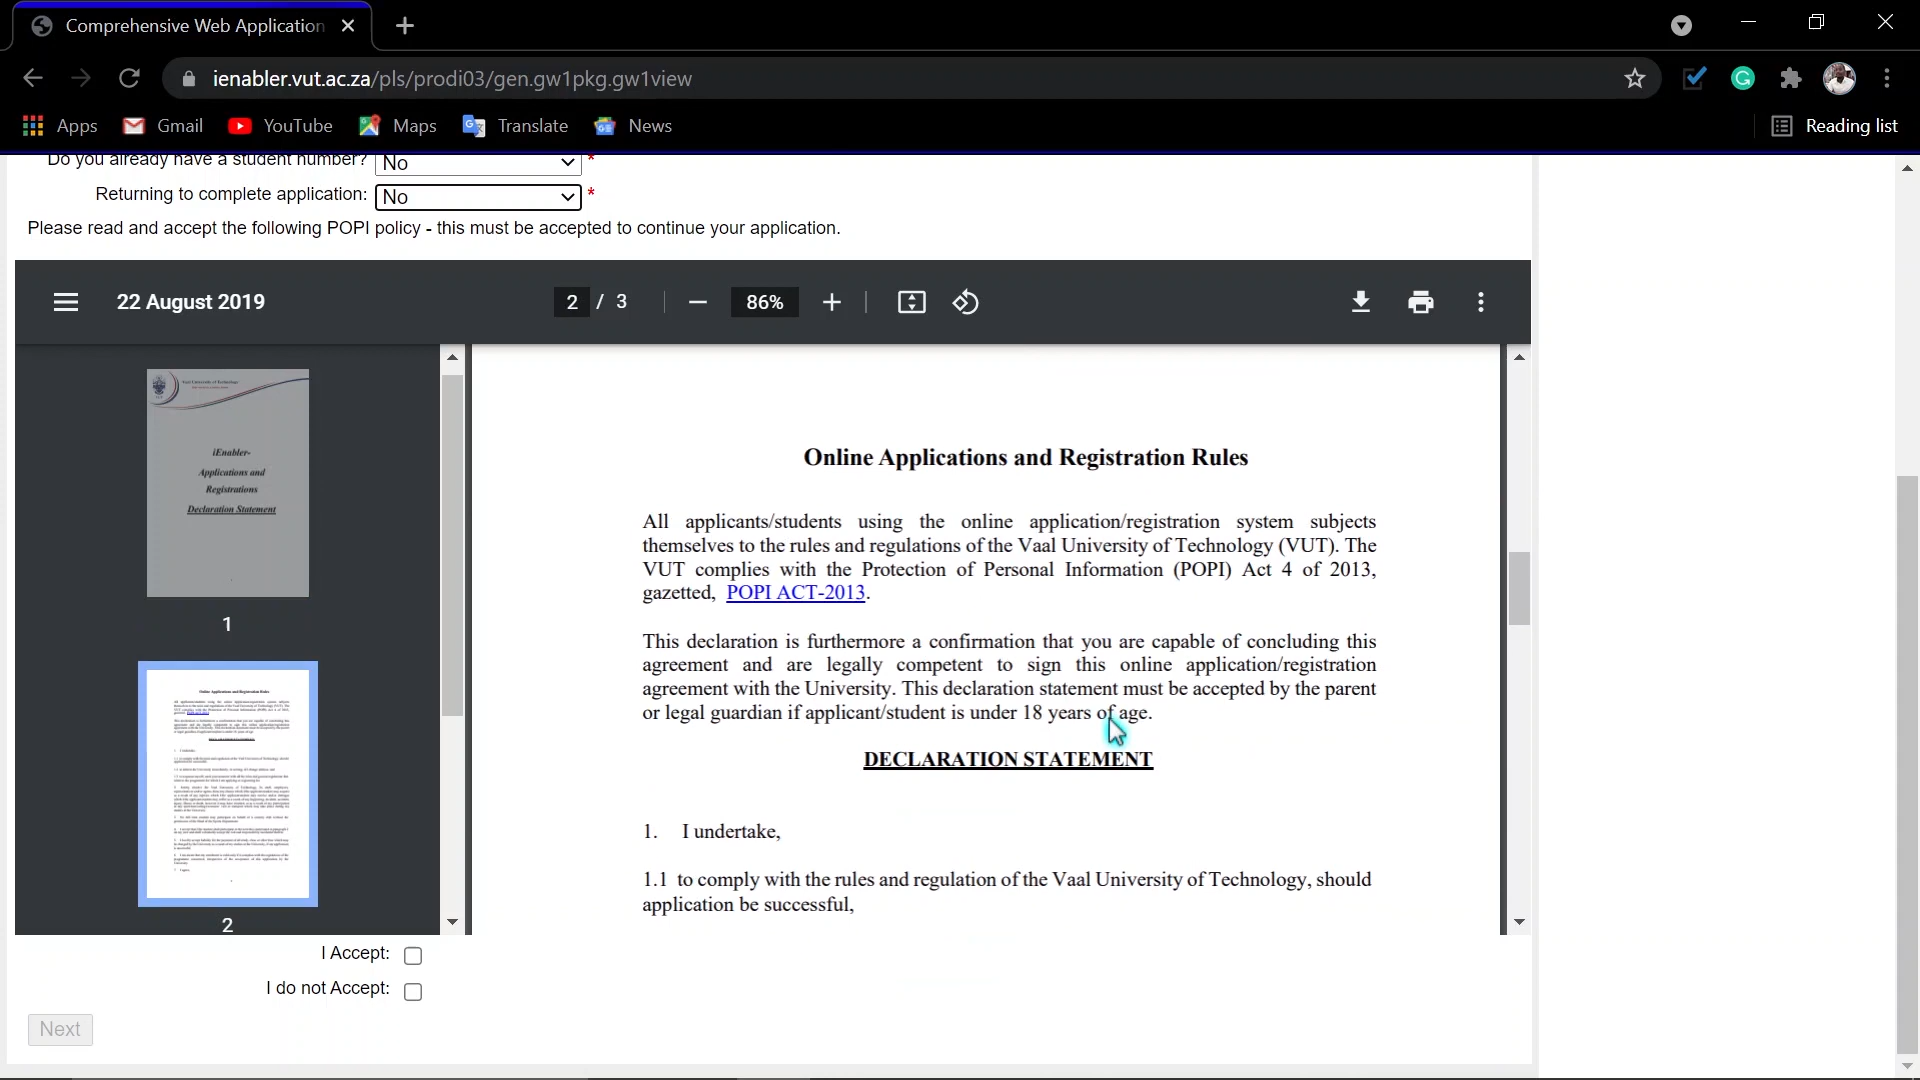 Comprehensive Web Application
ienabler.vut.ac.za/pls/prodi03/gen.gw1pkg.gw1view
Apps Gmail YouTube Maps Translate News Reading list
Do you already have a student number? No *
Returning to complete application: No *
Please read and accept the following POPI policy - this must be accepted to continue your application.
22 August 2019 2 / 3 86%
Vaal University of Technology
iEnabler-
Applications and
Registrations
Declaration Statement
1
Online Applications and Registration Rules
2
Online Applications and Registration Rules
All applicants/students using the online application/registration system subjects
themselves to the rules and regulations of the Vaal University of Technology (VUT). The
VUT complies with the Protection of Personal Information (POPI) Act 4 of 2013,
gazetted, POPI ACT-2013.
This declaration is furthermore a confirmation that you are capable of concluding this
agreement and are legally competent to sign this online application/registration
agreement with the University. This declaration statement must be accepted by the parent
or legal guardian if applicant/student is under 18 years of age.
DECLARATION STATEMENT
1. I undertake,
1.1 to comply with the rules and regulation of the Vaal University of Technology, should
application be successful,
I Accept:
I do not Accept:
Next